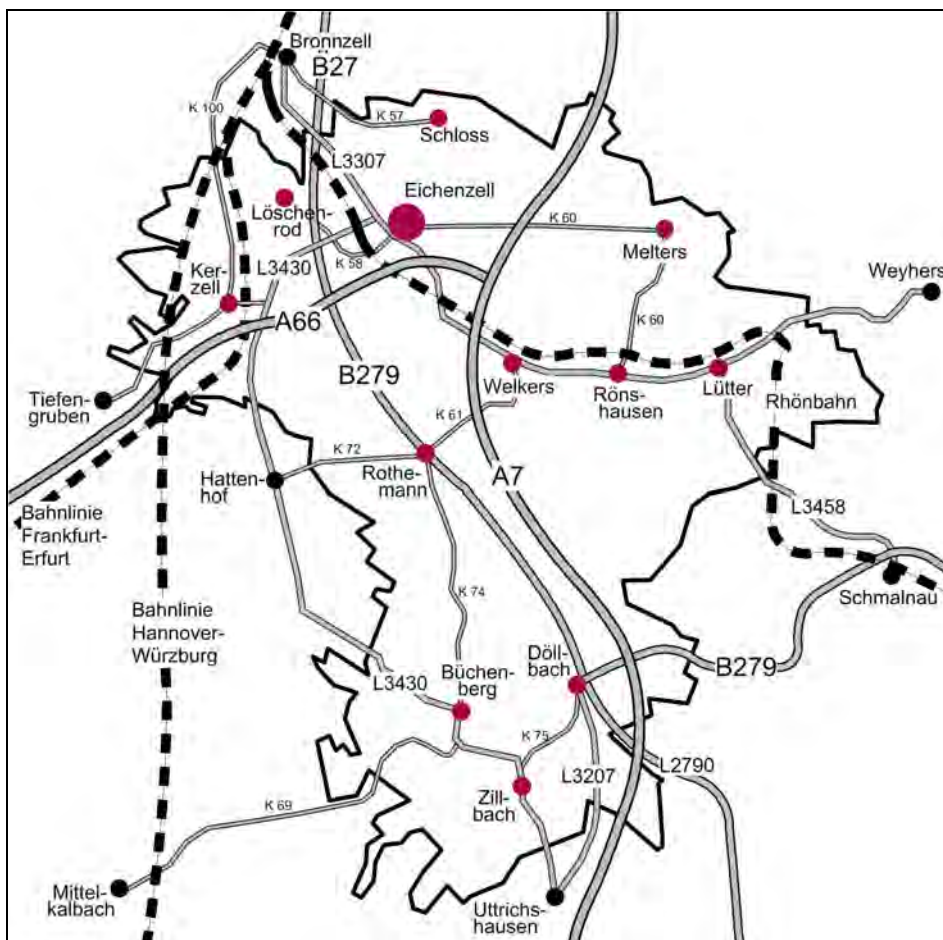 Bronnzell
B27
K 100
K 57
Schloss
L3307
Eichenzell
Löschen-
rod
K 60
Melters
Ker-
zell
L3430
K 58
Weyhers
A66
K 60
B279
Welkers
Röns-
hausen
Lütter
Rhönbahn
Tiefen-
gruben
K 61
K 72
Rothe-
mann
A7
Hatten-
hof
L3458
Bahnlinie
Frankfurt-
Erfurt
Schmalnau
K 74
Bahnlinie
Hannover-
Würzburg
Döll-
bach
B279
L3430
Büchen-
berg
K 75
L3207
L2790
Zill-
bach
K 69
Mittel-
kalbach
Uttrichs-
hausen